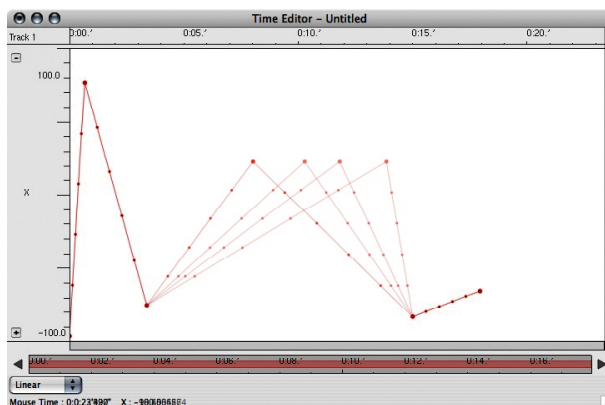 Time Editor – Untitled
Track 1 0:00.′ 0:05.′ 0:10.′ 0:15.′ 0:20.′
100.0
X
-100.0
0:00.′ 0:02.′ 0:04.′ 0:06.′ 0:08.′ 0:10.′ 0:12.′ 0:14.′ 0:16.′
Linear
Mouse Time : X :